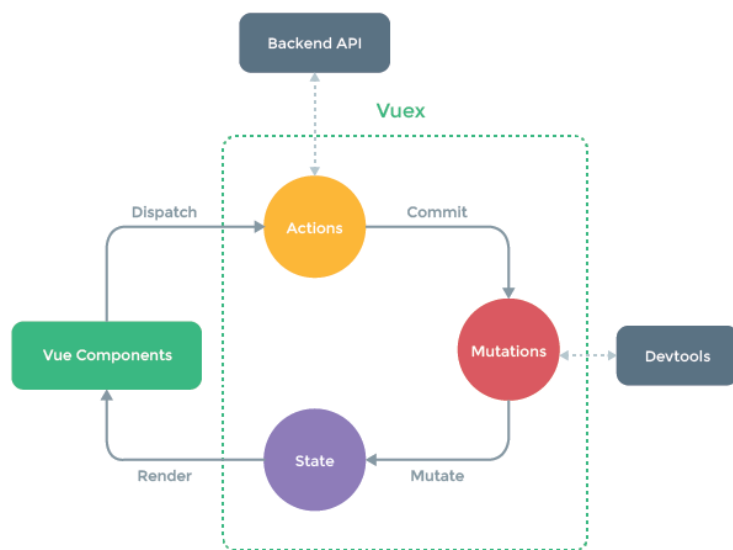 Backend API
Vuex
Dispatch
Commit
Actions
Vue Components
Mutations
Devtools
State
Render
Mutate